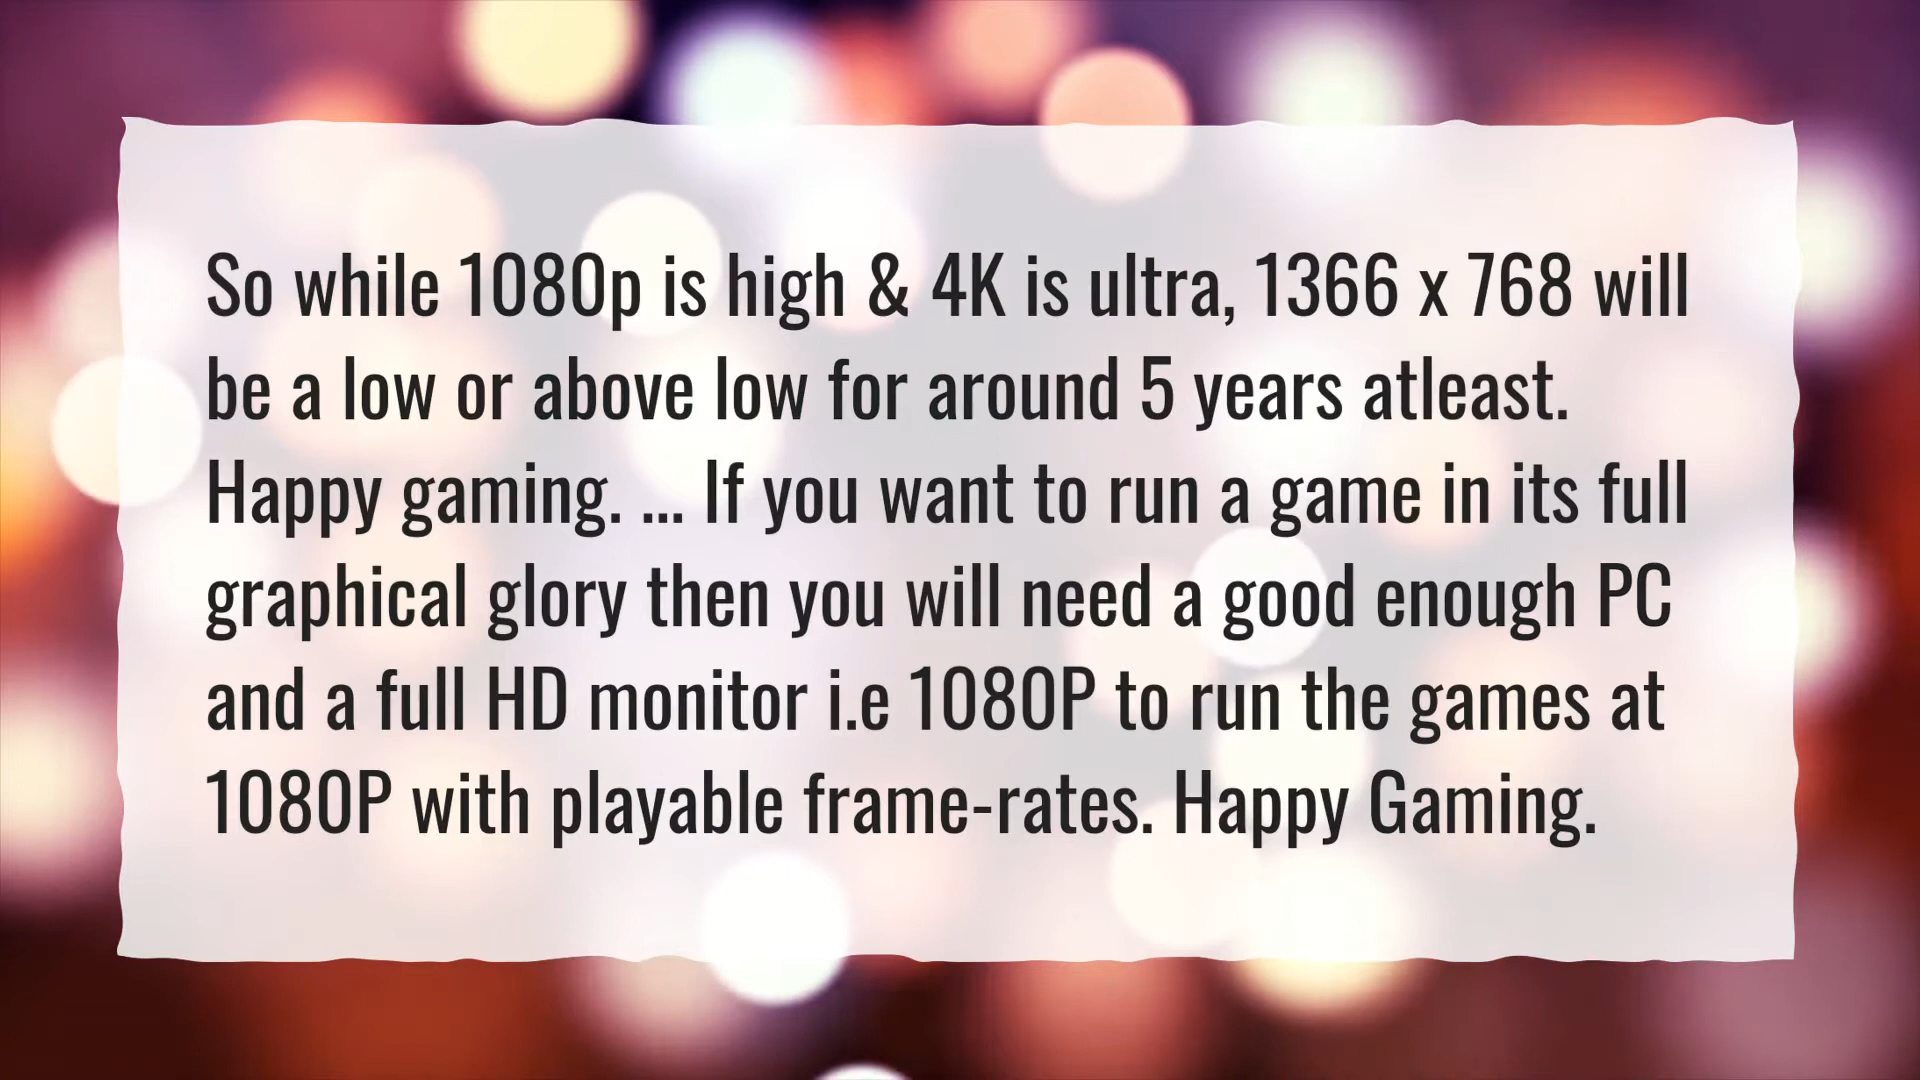 So while 1080p is high & 4K is ultra, 1366 x 768 will
be a low or above low for around 5 years atleast.
Happy gaming. ... If you want to run a game in its full
graphical glory then you will need a good enough PC
and a full HD monitor i.e 1080P to run the games at
1080P with playable frame-rates. Happy Gaming.